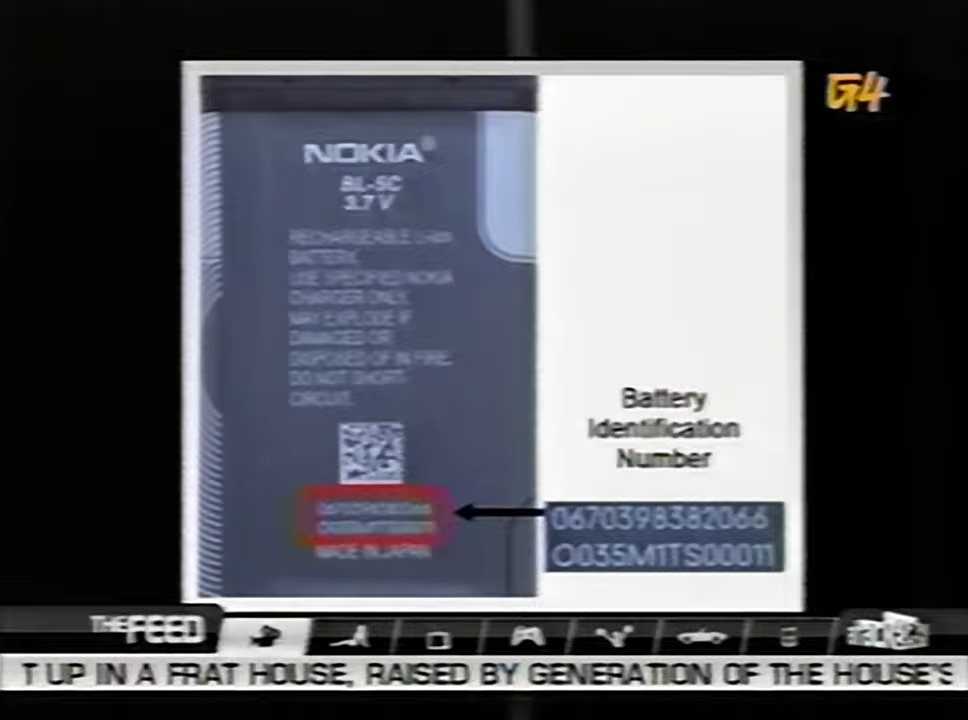 G4
NOKIA®
BL-5C
3.7 V
RECHARGEABLE Li-Ion
BATTERY.
USE SPECIFIED NOKIA
CHARGER ONLY.
MAY EXPLODE IF
DAMAGED OR
DISPOSED OF IN FIRE.
DO NOT SHORT-
CIRCUIT.
Battery
Identification
Number
0670398382066
O035M1TS00011
0670398382066
O035M1TS00011
MADE IN JAPAN
THE FEED
T UP IN A FRAT HOUSE, RAISED BY GENERATION OF THE HOUSE'S